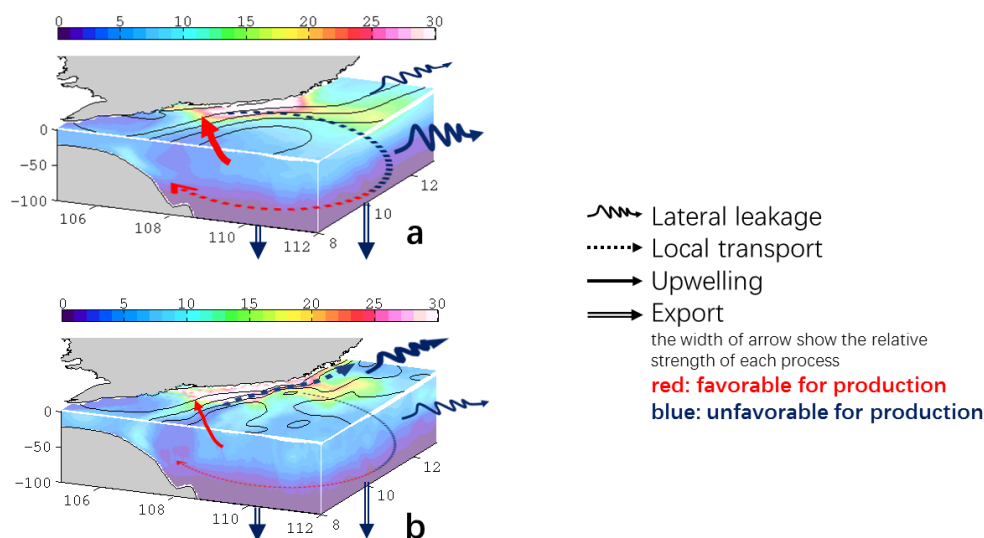 0 5 10 15 20 25 30
0
−50
−100
106
108
110
112
8
10
12
a
0 5 10 15 20 25 30
0
−50
−100
106
108
110
112
8
10
12
b
Lateral leakage
Local transport
Upwelling
Export
the width of arrow show the relative
strength of each process
red: favorable for production
blue: unfavorable for production